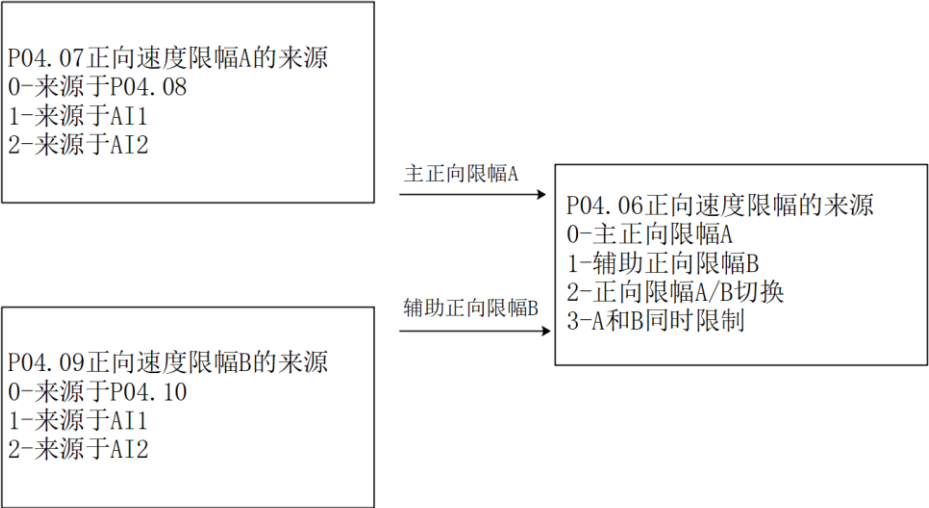 P04.07正向速度限幅A的来源
0-来源于P04.08
1-来源于AI1
2-来源于AI2
主正向限幅A
P04.06正向速度限幅的来源
0-主正向限幅A
1-辅助正向限幅B
2-正向限幅A/B切换
3-A和B同时限制
辅助正向限幅B
P04.09正向速度限幅B的来源
0-来源于P04.10
1-来源于AI1
2-来源于AI2